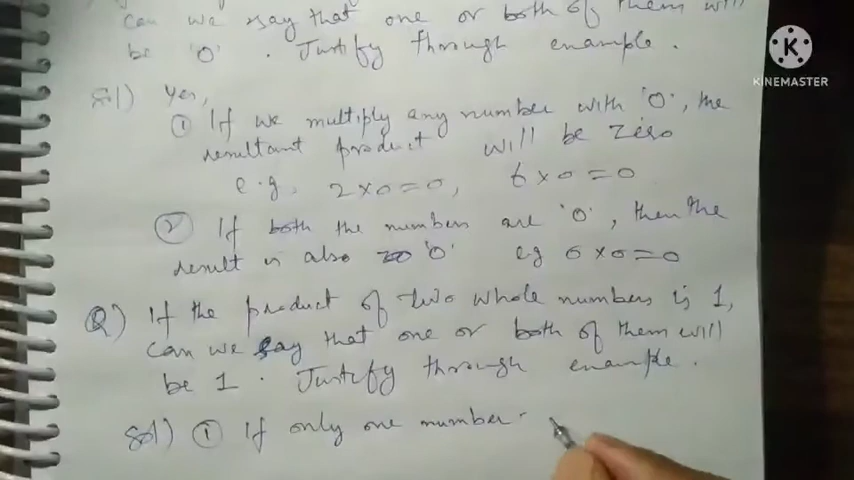 can we say that one or both of them will
be '0'. Justify through example.
Sol) Yes,
① If we multiply any number with '0', the
resultant product will be zero
e.g. 2×0=0, 6×0=0
② If both the numbers are '0', then the
result is also '0' eg 0×0=0
Q) If the product of two whole numbers is 1,
can we say that one or both of them will
be 1. Justify through example.
Sol) ① If only one number
K
KINEMASTER